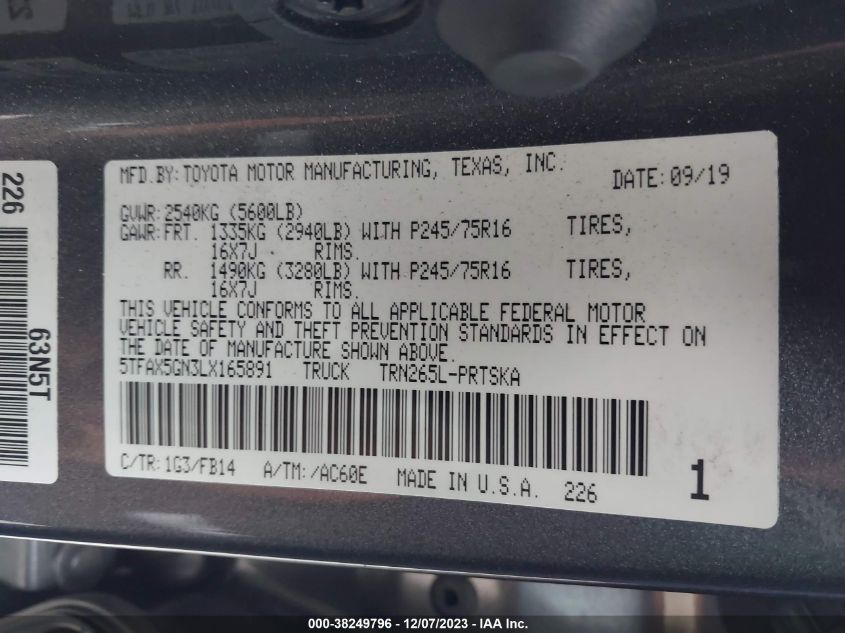 MFD.BY:TOYOTA MOTOR MANUFACTURING, TEXAS, INC. DATE:09/19
GVWR:2540KG (5600LB)
GAWR:FRT. 1335KG (2940LB) WITH P245/75R16 TIRES,
16X7J RIMS.
RR. 1490KG (3280LB) WITH P245/75R16 TIRES,
16X7J RIMS.
THIS VEHICLE CONFORMS TO ALL APPLICABLE FEDERAL MOTOR
VEHICLE SAFETY AND THEFT PREVENTION STANDARDS IN EFFECT ON
THE DATE OF MANUFACTURE SHOWN ABOVE.
5TFAX5GN3LX165891 TRUCK TRN265L-PRTSKA
C/TR:1G3/FB14 A/TM:/AC60E MADE IN U.S.A. 226 1
226
63N5T
000-38249796 - 12/07/2023 - IAA Inc.